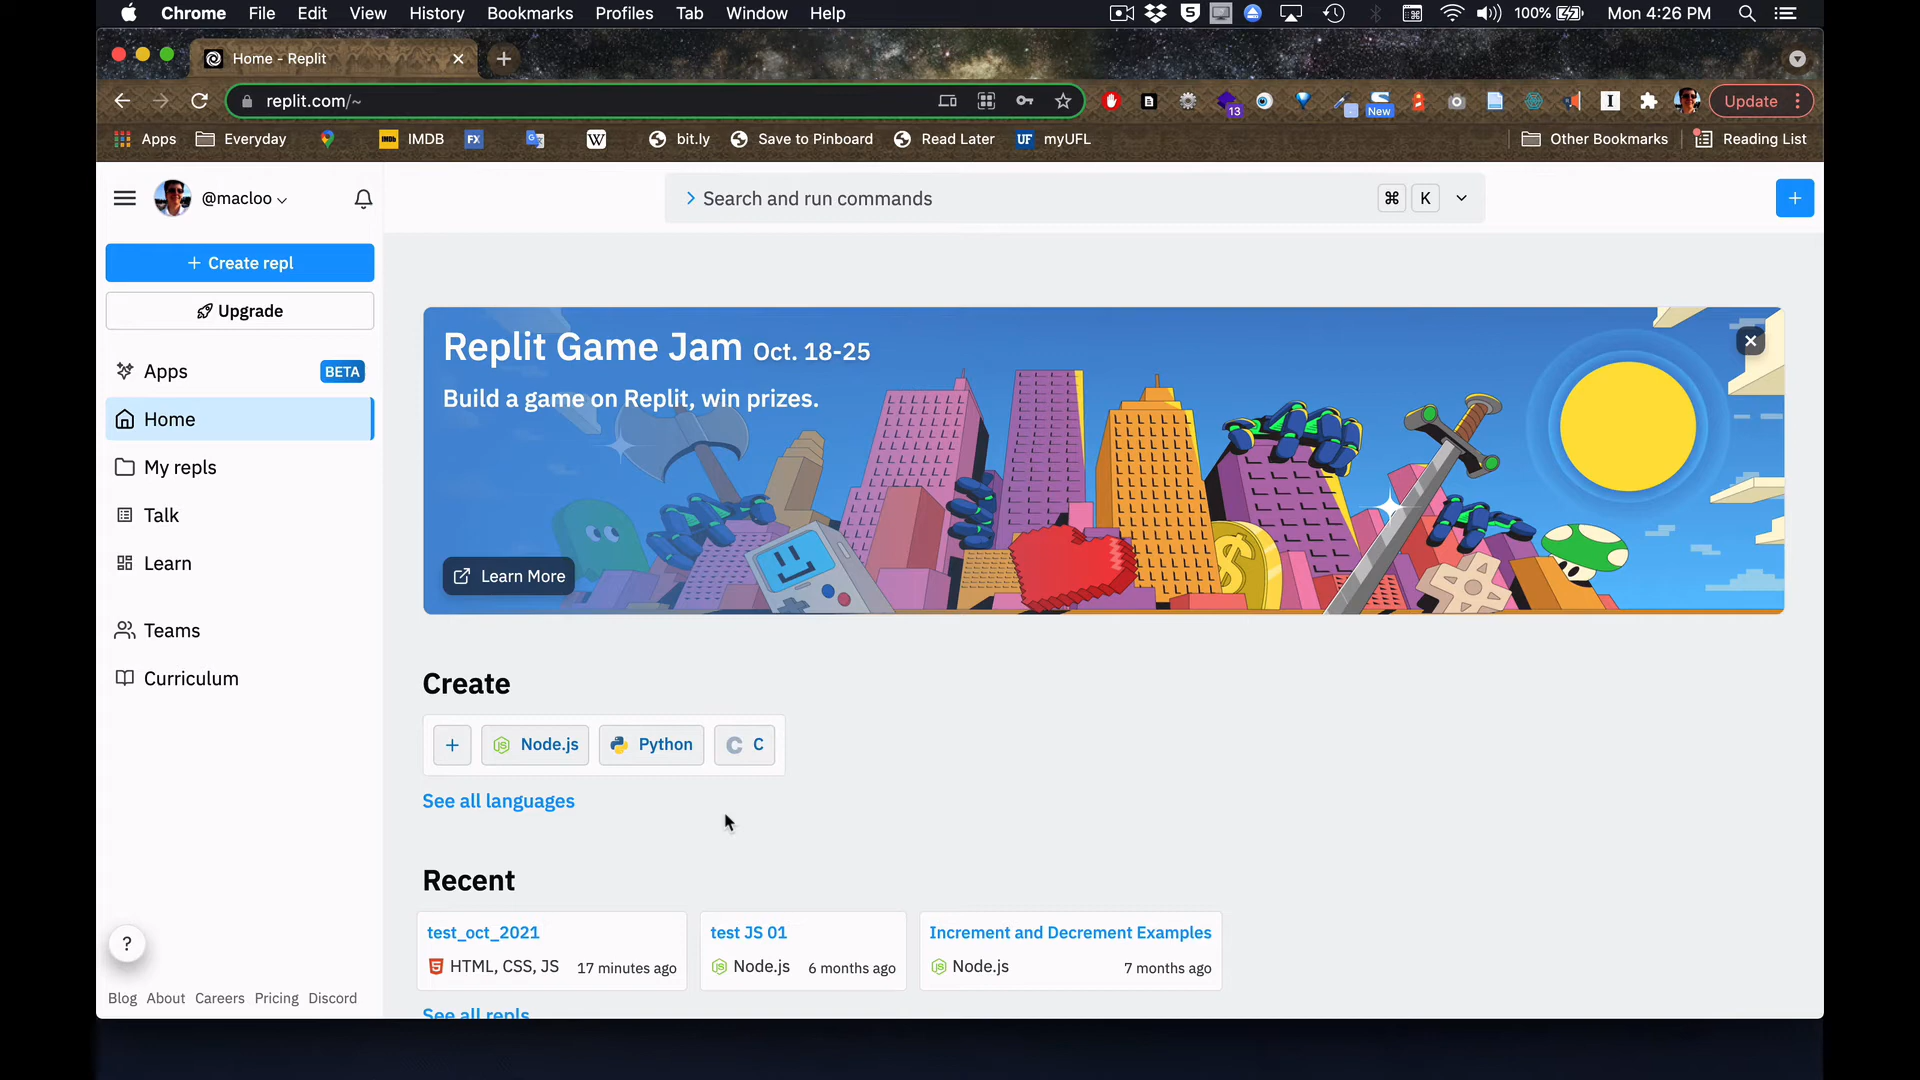 Chrome File Edit View History Bookmarks Profiles Tab Window Help 100% Mon 4:26 PM
Home - Replit
replit.com/~ 13 New Update
Apps Everyday IMDB FX bit.ly Save to Pinboard Read Later UF myUFL Other Bookmarks Reading List
@macloo
Search and run commands ⌘ K
+ Create repl
Upgrade
Apps BETA
Home
My repls
Talk
Learn
Teams
Curriculum
Replit Game Jam Oct. 18-25
Build a game on Replit, win prizes.
Learn More
Create
+ Node.js Python C C
See all languages
Recent
test_oct_2021 test JS 01 Increment and Decrement Examples
HTML, CSS, JS 17 minutes ago Node.js 6 months ago Node.js 7 months ago
See all repls
?
Blog About Careers Pricing Discord